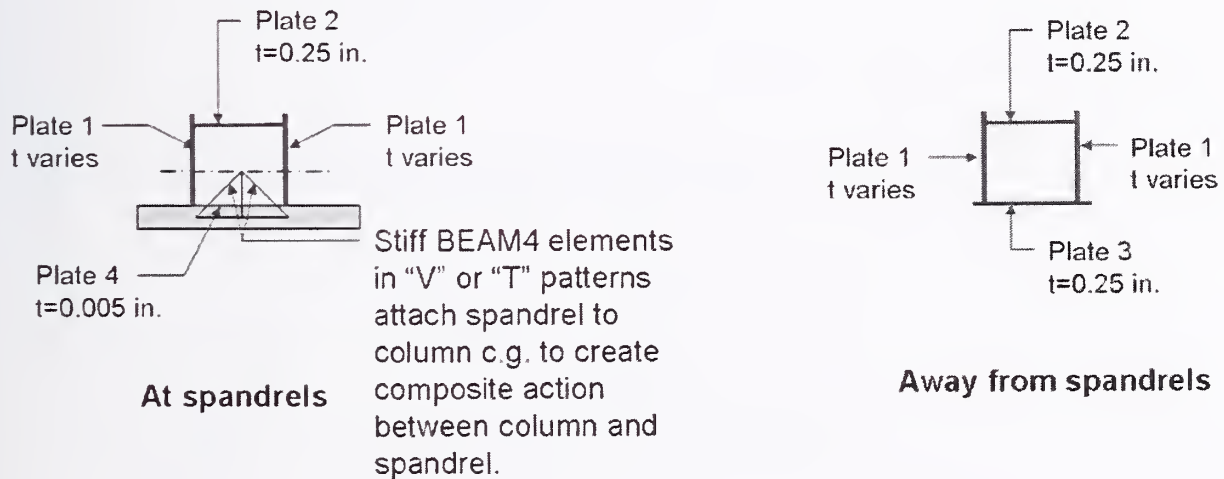 Plate 2
t=0.25 in.
Plate 1
t varies
Plate 1
t varies
Plate 4
t=0.005 in.
Stiff BEAM4 elements
in “V” or “T” patterns
attach spandrel to
column c.g. to create
composite action
between column and
spandrel.
At spandrels
Plate 2
t=0.25 in.
Plate 1
t varies
Plate 1
t varies
Plate 3
t=0.25 in.
Away from spandrels